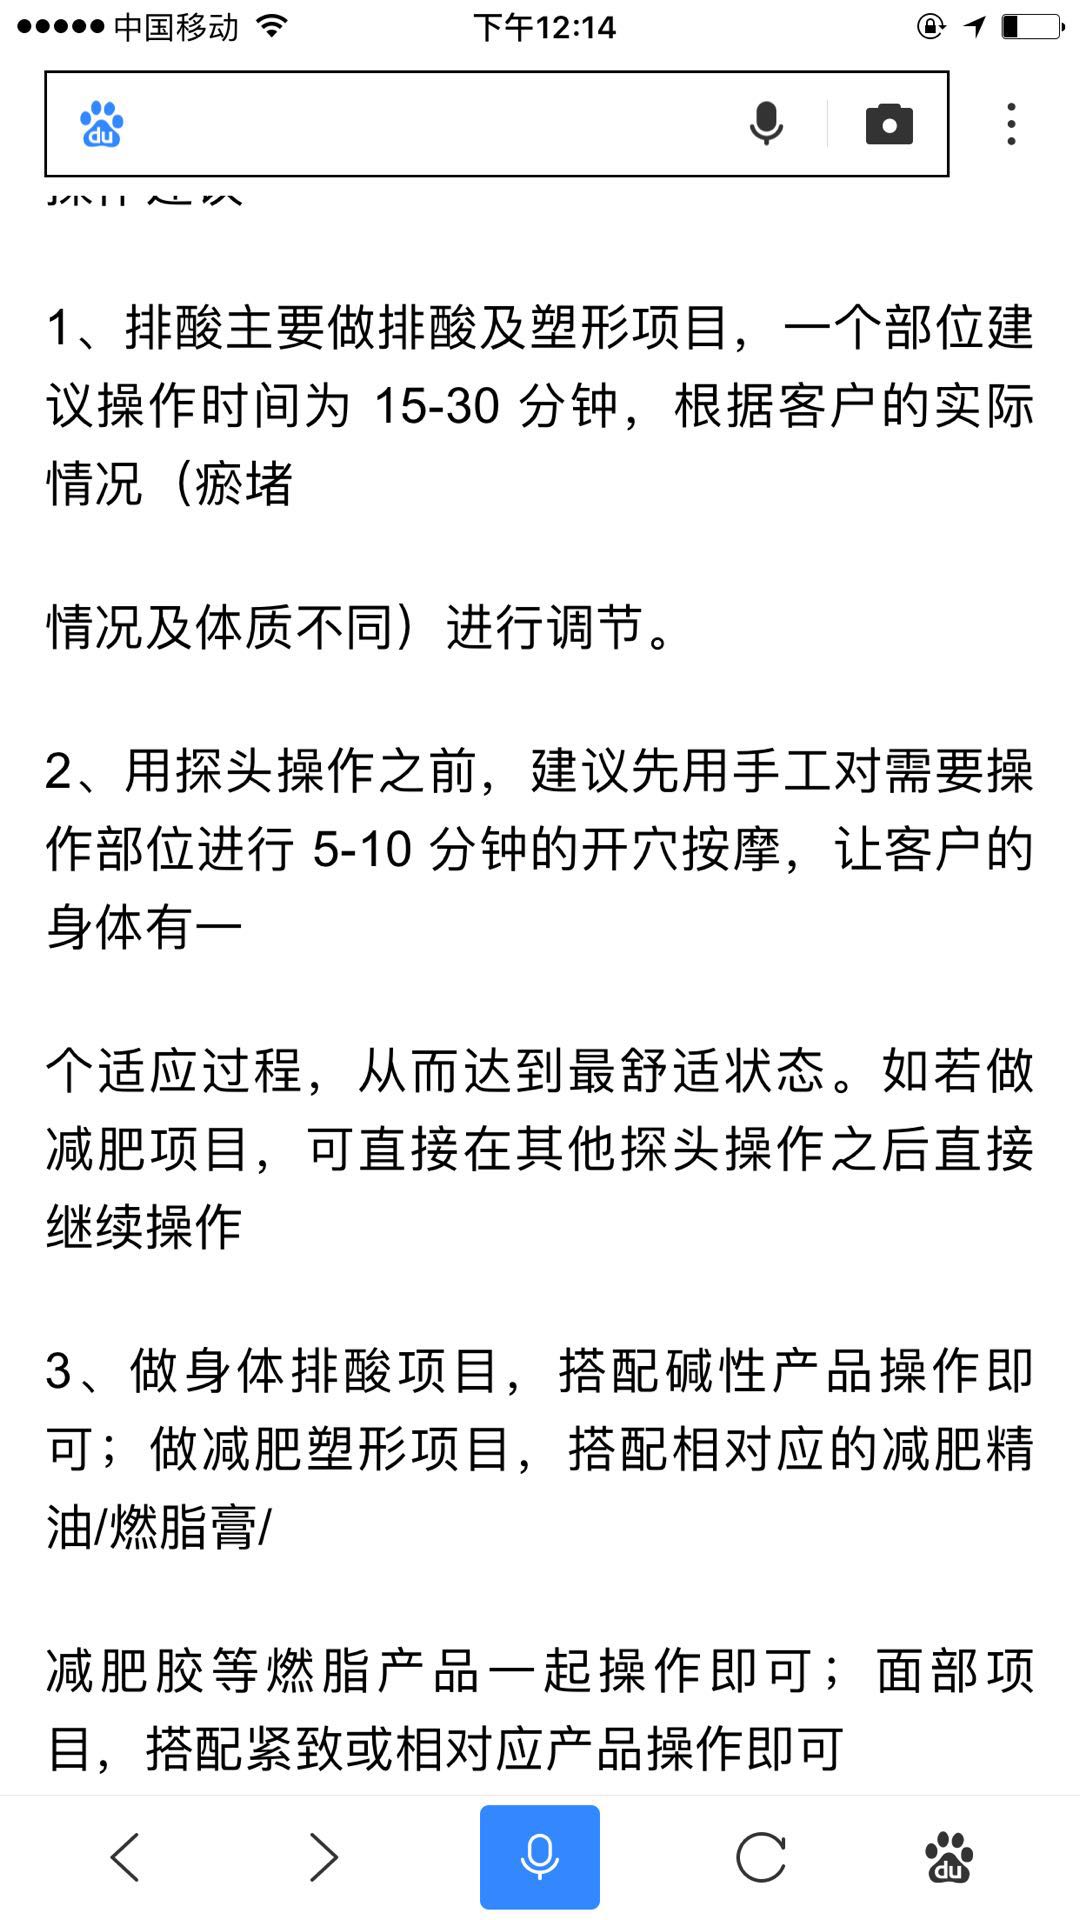 中国移动
下午12:14
du
操作建议
1、排酸主要做排酸及塑形项目，一个部位建
议操作时间为 15-30 分钟，根据客户的实际
情况（瘀堵
情况及体质不同）进行调节。
2、用探头操作之前，建议先用手工对需要操
作部位进行 5-10 分钟的开穴按摩，让客户的
身体有一
个适应过程，从而达到最舒适状态。如若做
减肥项目，可直接在其他探头操作之后直接
继续操作
3、做身体排酸项目，搭配碱性产品操作即
可；做减肥塑形项目，搭配相对应的减肥精
油/燃脂膏/
减肥胶等燃脂产品一起操作即可；面部项
目，搭配紧致或相对应产品操作即可
du